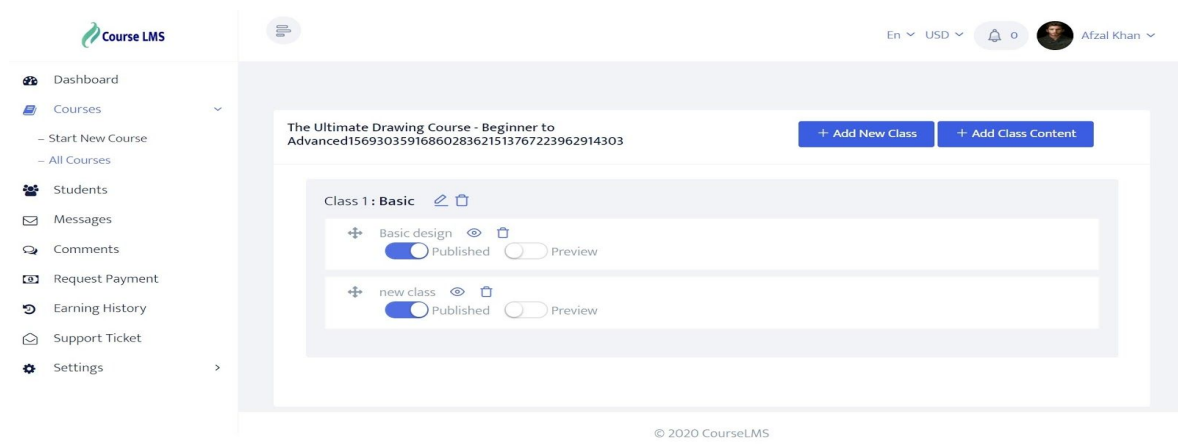 Course LMS
En USD 0 Afzal Khan
Dashboard
Courses
– Start New Course
– All Courses
Students
Messages
Comments
Request Payment
Earning History
Support Ticket
Settings
The Ultimate Drawing Course - Beginner to
Advanced15693035916860283621513767223962914303
+ Add New Class
+ Add Class Content
Class 1 : Basic
Basic design
Published Preview
new class
Published Preview
© 2020 CourseLMS